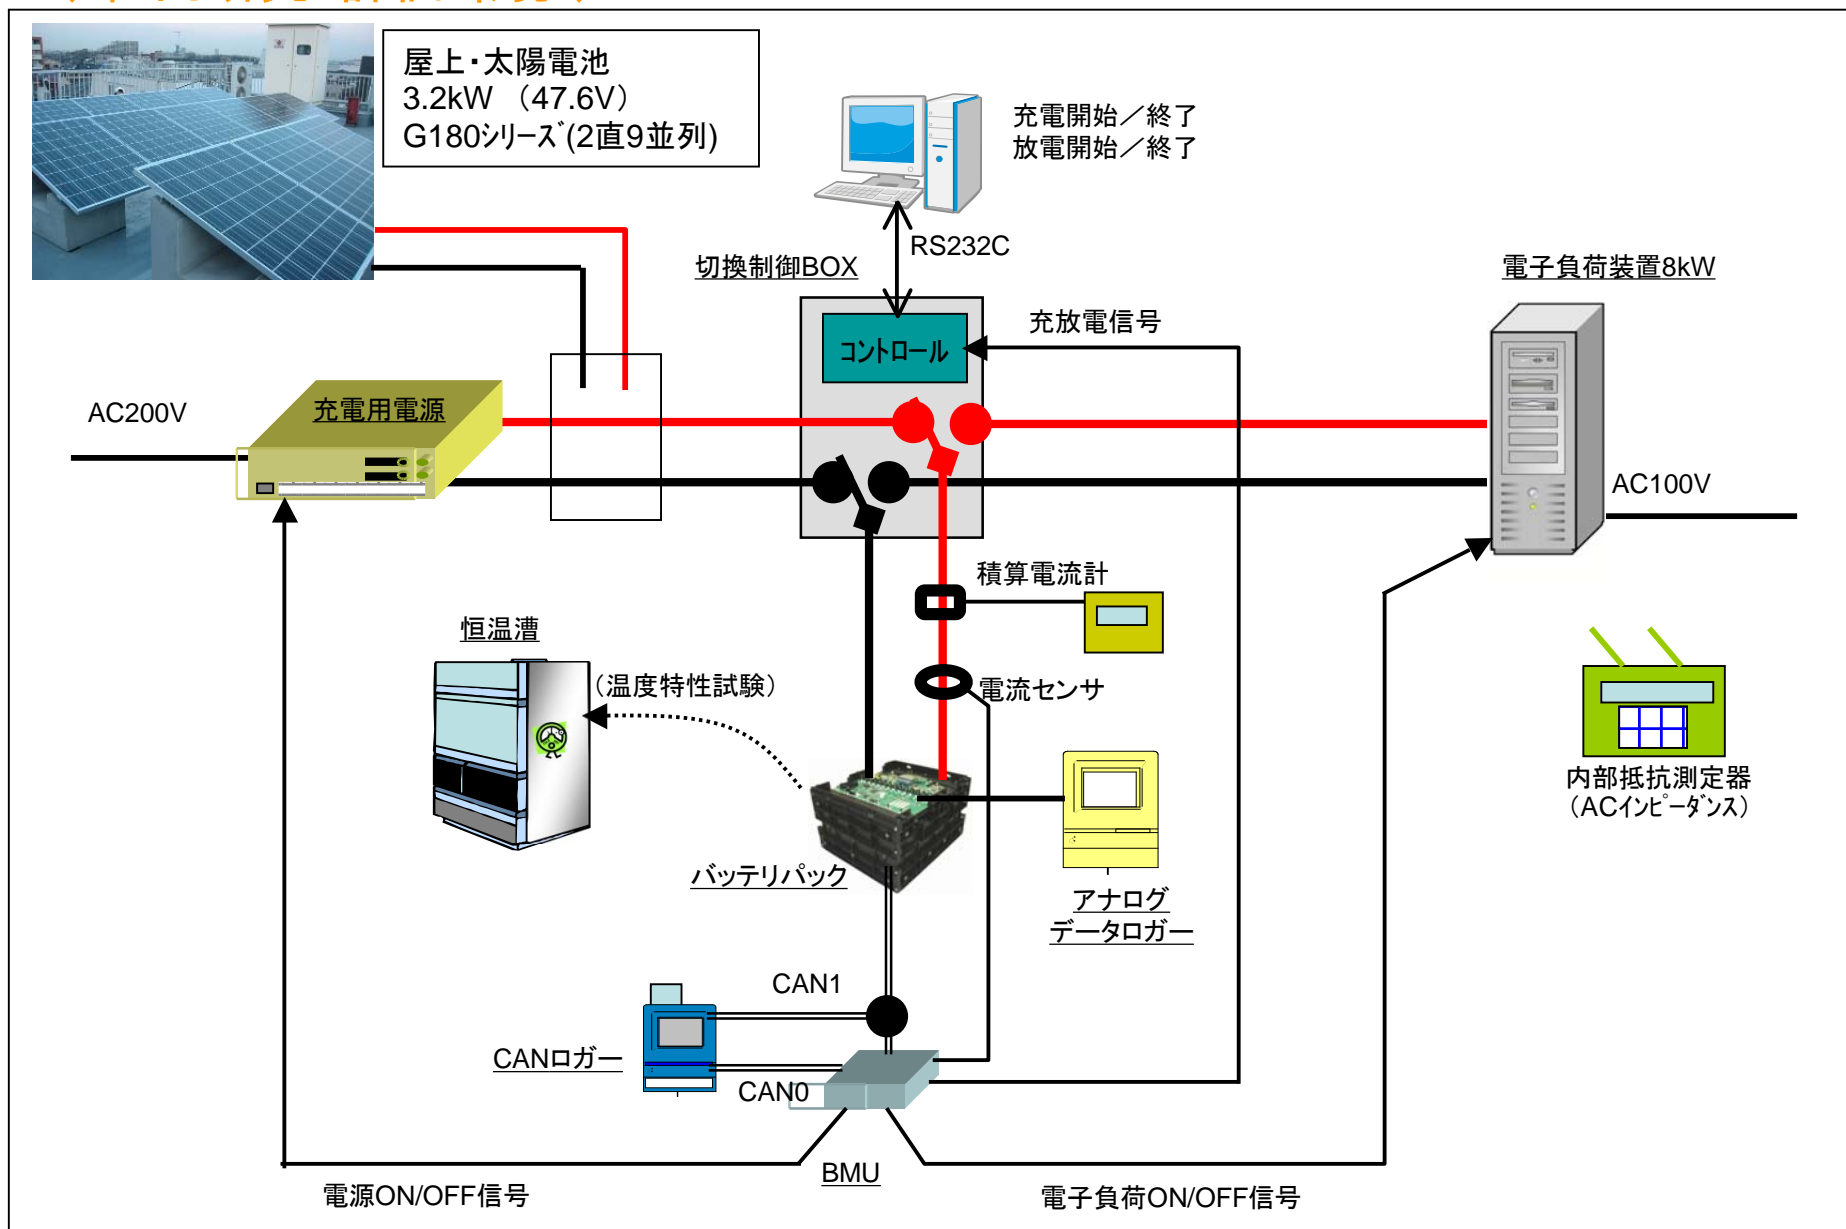 屋上・太陽電池
3.2kW （47.6V）
G180ｼﾘｰｽﾞ(2直9並列)
充電開始／終了
放電開始／終了
RS232C
切換制御BOX
電子負荷装置8kW
充放電信号
ｺﾝﾄﾛｰﾙ
AC200V
充電用電源
AC100V
積算電流計
恒温漕
（温度特性試験）
電流センサ
内部抵抗測定器
（ACｲﾝﾋﾟｰﾀﾞﾝｽ）
バッテリパック
アナログ
データロガー
CAN1
CANロガー
CAN0
BMU
電源ON/OFF信号
電子負荷ON/OFF信号